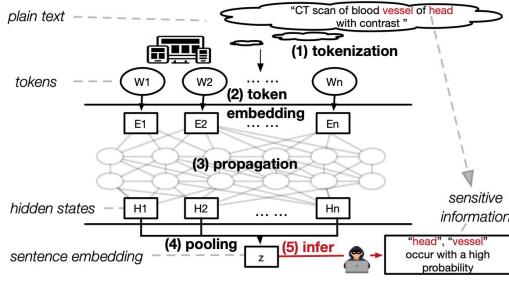 plain text
"CT scan of blood vessel of head
with contrast "
(1) tokenization
tokens
W1 W2 ... ... Wn
(2) token
embedding
E1 E2 ... ... En
(3) propagation
hidden states
H1 H2 ... ... Hn
sensitive
information
(4) pooling
(5) infer
sentence embedding
z
"head", "vessel"
occur with a high
probability